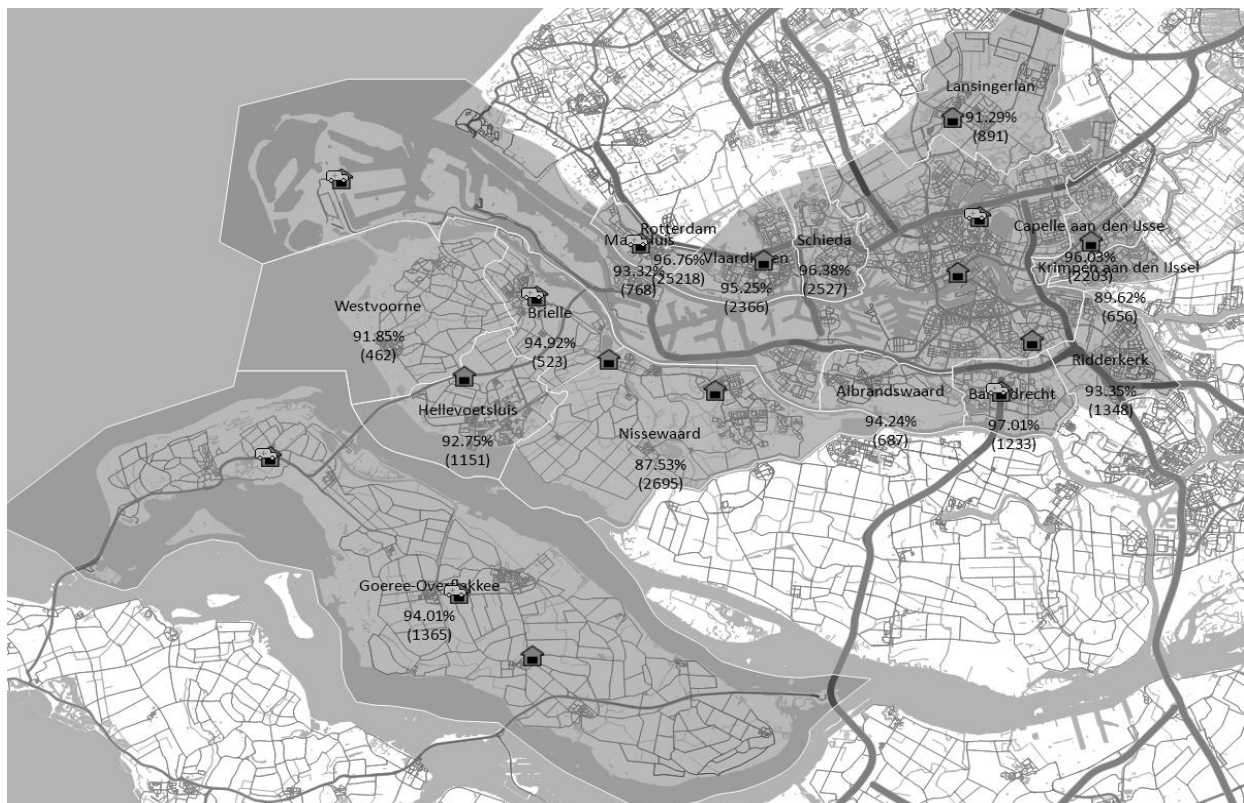 Lansingerlan
91.29%
(891)
Rotterdam
96.76%
(25218)
93.32%
(768)
95.25%
(2366)
Schieda
96.38%
(2527)
Capelle aan den IJsse
96.03%
(2203)
Krimpen aan den IJssel
89.62%
(656)
Westvoorne
91.85%
(462)
Brielle
94.92%
(523)
Ridderkerk
93.35%
(1348)
Albrandswaard
94.24%
(687)
97.01%
(1233)
Hellevoetsluis
92.75%
(1151)
Nissewaard
87.53%
(2695)
94.01%
(1365)